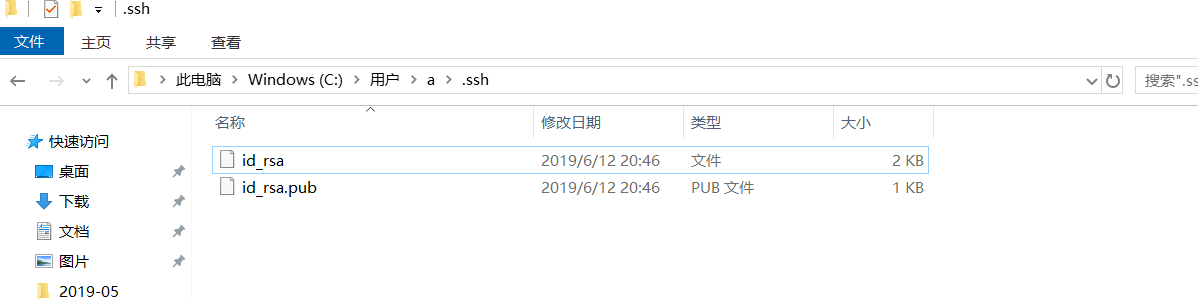 .ssh
文件 主页 共享 查看
此电脑 Windows (C:) 用户 a .ssh 搜索".ss
名称 修改日期 类型 大小
快速访问
id_rsa 2019/6/12 20:46 文件 2 KB
桌面
id_rsa.pub 2019/6/12 20:46 PUB 文件 1 KB
下载
文档
图片
2019-05